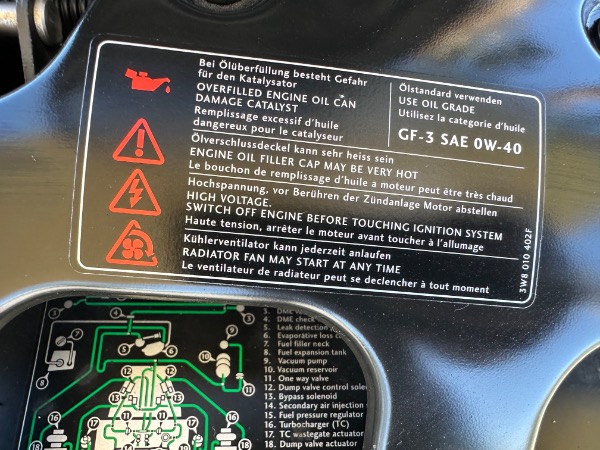 Bei Ölüberfüllung besteht Gefahr
für den Katalysator
OVERFILLED ENGINE OIL CAN
DAMAGE CATALYST
Remplissage excessif d'huile
dangereux pour le catalyseur
Ölstandard verwenden
USE OIL GRADE
Utilisez la categorie d'huile
GF-3 SAE 0W-40
Ölverschlussdeckel kann sehr heiss sein
ENGINE OIL FILLER CAP MAY BE VERY HOT
Le bouchon de remplissage d'huile a moteur peut être très chaud
Hochspannung, vor Berühren der Zündanlage Motor abstellen
HIGH VOLTAGE.
SWITCH OFF ENGINE BEFORE TOUCHING IGNITION SYSTEM
Haute tension, arrêter le moteur avant toucher à l'allumage
Kühlerventilator kann jederzeit anlaufen
RADIATOR FAN MAY START AT ANY TIME
Le ventilateur de radiateur peut se declencher à tout moment
3W8 010 402F
3. DME
4. DME check
5. Leak detection
6. Evaporative loss
7. Fuel filler neck
8. Fuel expansion tank
9. Vacuum pump
10. Vacuum reservoir
11. One way valve
12. Dump valve control
13. Bypass solenoid
14. Secondary air injection
15. Fuel pressure regulator
16. Turbocharger (TC)
17. TC wastegate actuator
18. Dump valve actuator